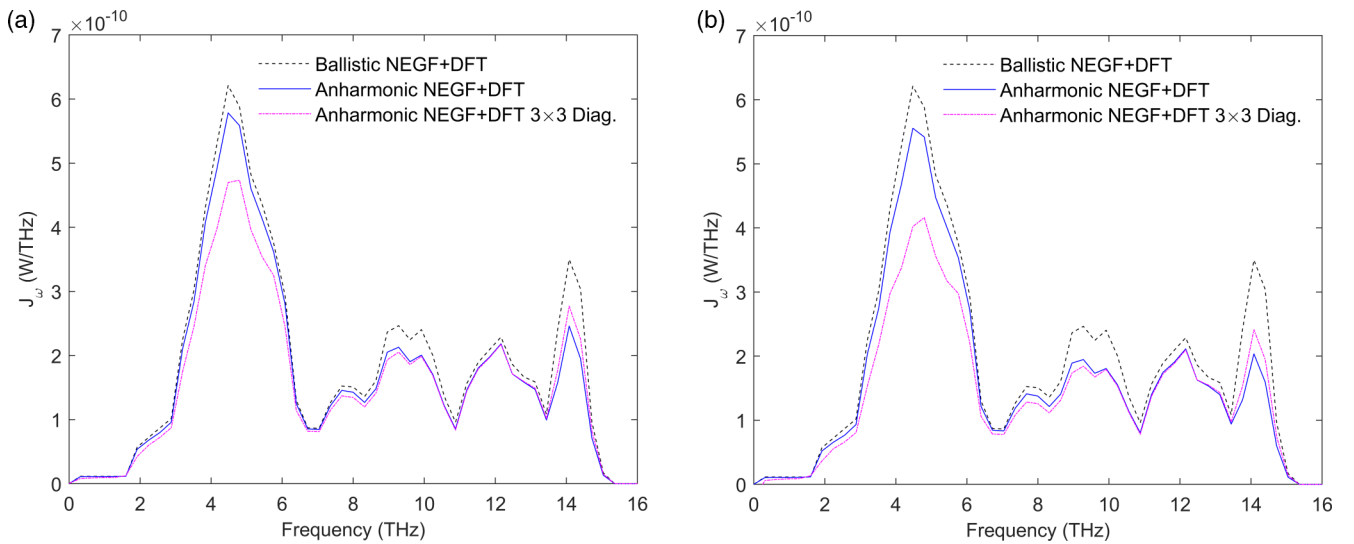 (a)
×10⁻¹⁰
7
6
5
4
3
2
1
0
J_ω (W/THz)
Ballistic NEGF+DFT
Anharmonic NEGF+DFT
Anharmonic NEGF+DFT 3×3 Diag.
0 2 4 6 8 10 12 14 16
Frequency (THz)
(b)
×10⁻¹⁰
7
6
5
4
3
2
1
0
J_ω (W/THz)
Ballistic NEGF+DFT
Anharmonic NEGF+DFT
Anharmonic NEGF+DFT 3×3 Diag.
0 2 4 6 8 10 12 14 16
Frequency (THz)